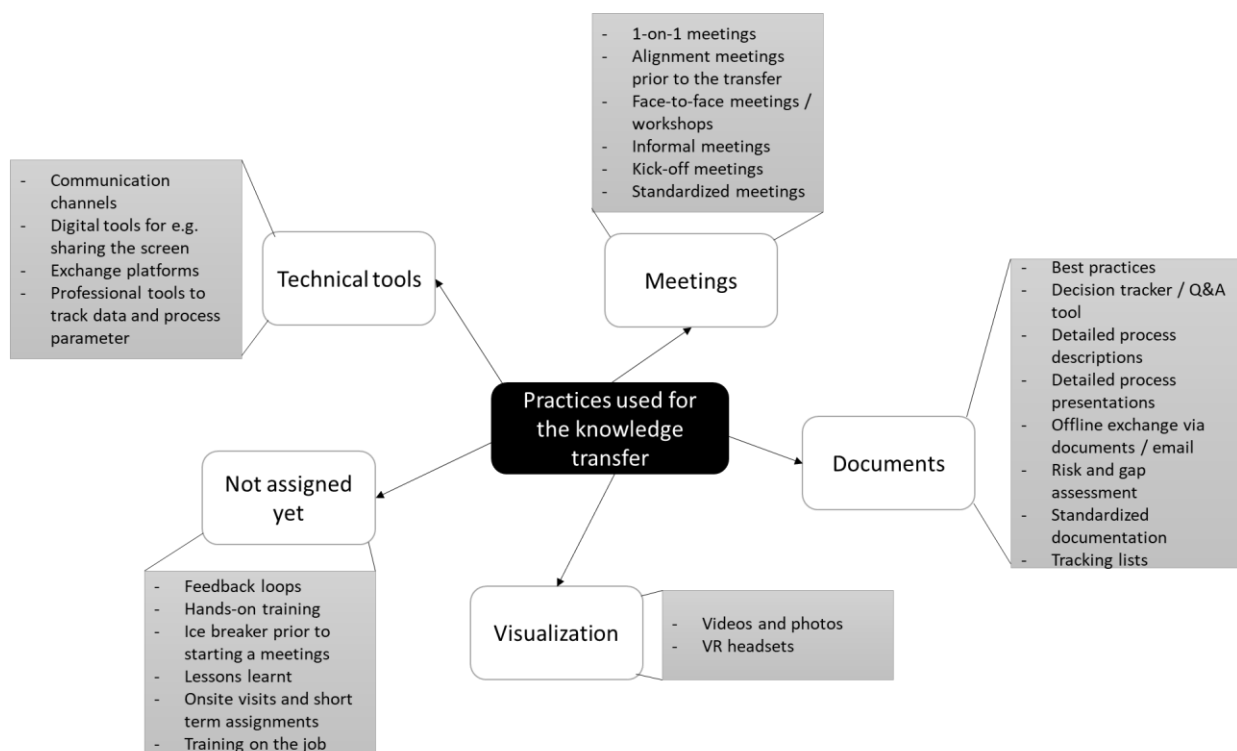 - 1-on-1 meetings
- Alignment meetings
prior to the transfer
- Face-to-face meetings /
workshops
- Informal meetings
- Kick-off meetings
- Standardized meetings
Meetings
- Communication
channels
- Digital tools for e.g.
sharing the screen
- Exchange platforms
- Professional tools to
track data and process
parameter
Technical tools
- Best practices
- Decision tracker / Q&A
tool
- Detailed process
descriptions
- Detailed process
presentations
- Offline exchange via
documents / email
- Risk and gap
assessment
- Standardized
documentation
- Tracking lists
Documents
Practices used for
the knowledge
transfer
Not assigned
yet
- Feedback loops
- Hands-on training
- Ice breaker prior to
starting a meetings
- Lessons learnt
- Onsite visits and short
term assignments
- Training on the job
Visualization
- Videos and photos
- VR headsets